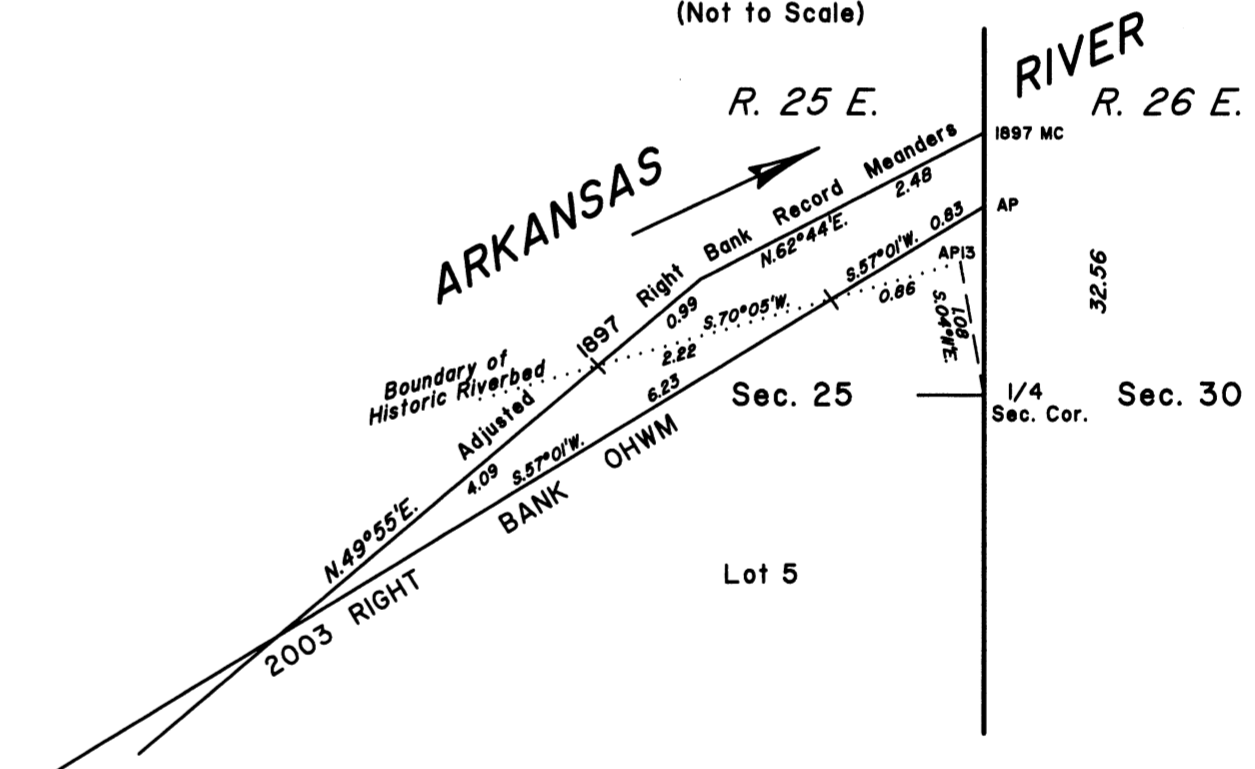 (Not to Scale)
RIVER
R. 25 E.
R. 26 E.
ARKANSAS
1897 MC
Adjusted 1897 Right Bank Record Meanders
2.48
N.62°44'E.
AP
0.83
S.57°01'W.
AP13
0.86
S.70°05'W.
0.99
2.22
32.56
1.08
Boundary of
Historic Riverbed
6.23
Sec. 25
1/4
Sec. Cor.
Sec. 30
4.09
S.57°01'W.
N.49°55'E.
2003 RIGHT BANK OHWM
Lot 5